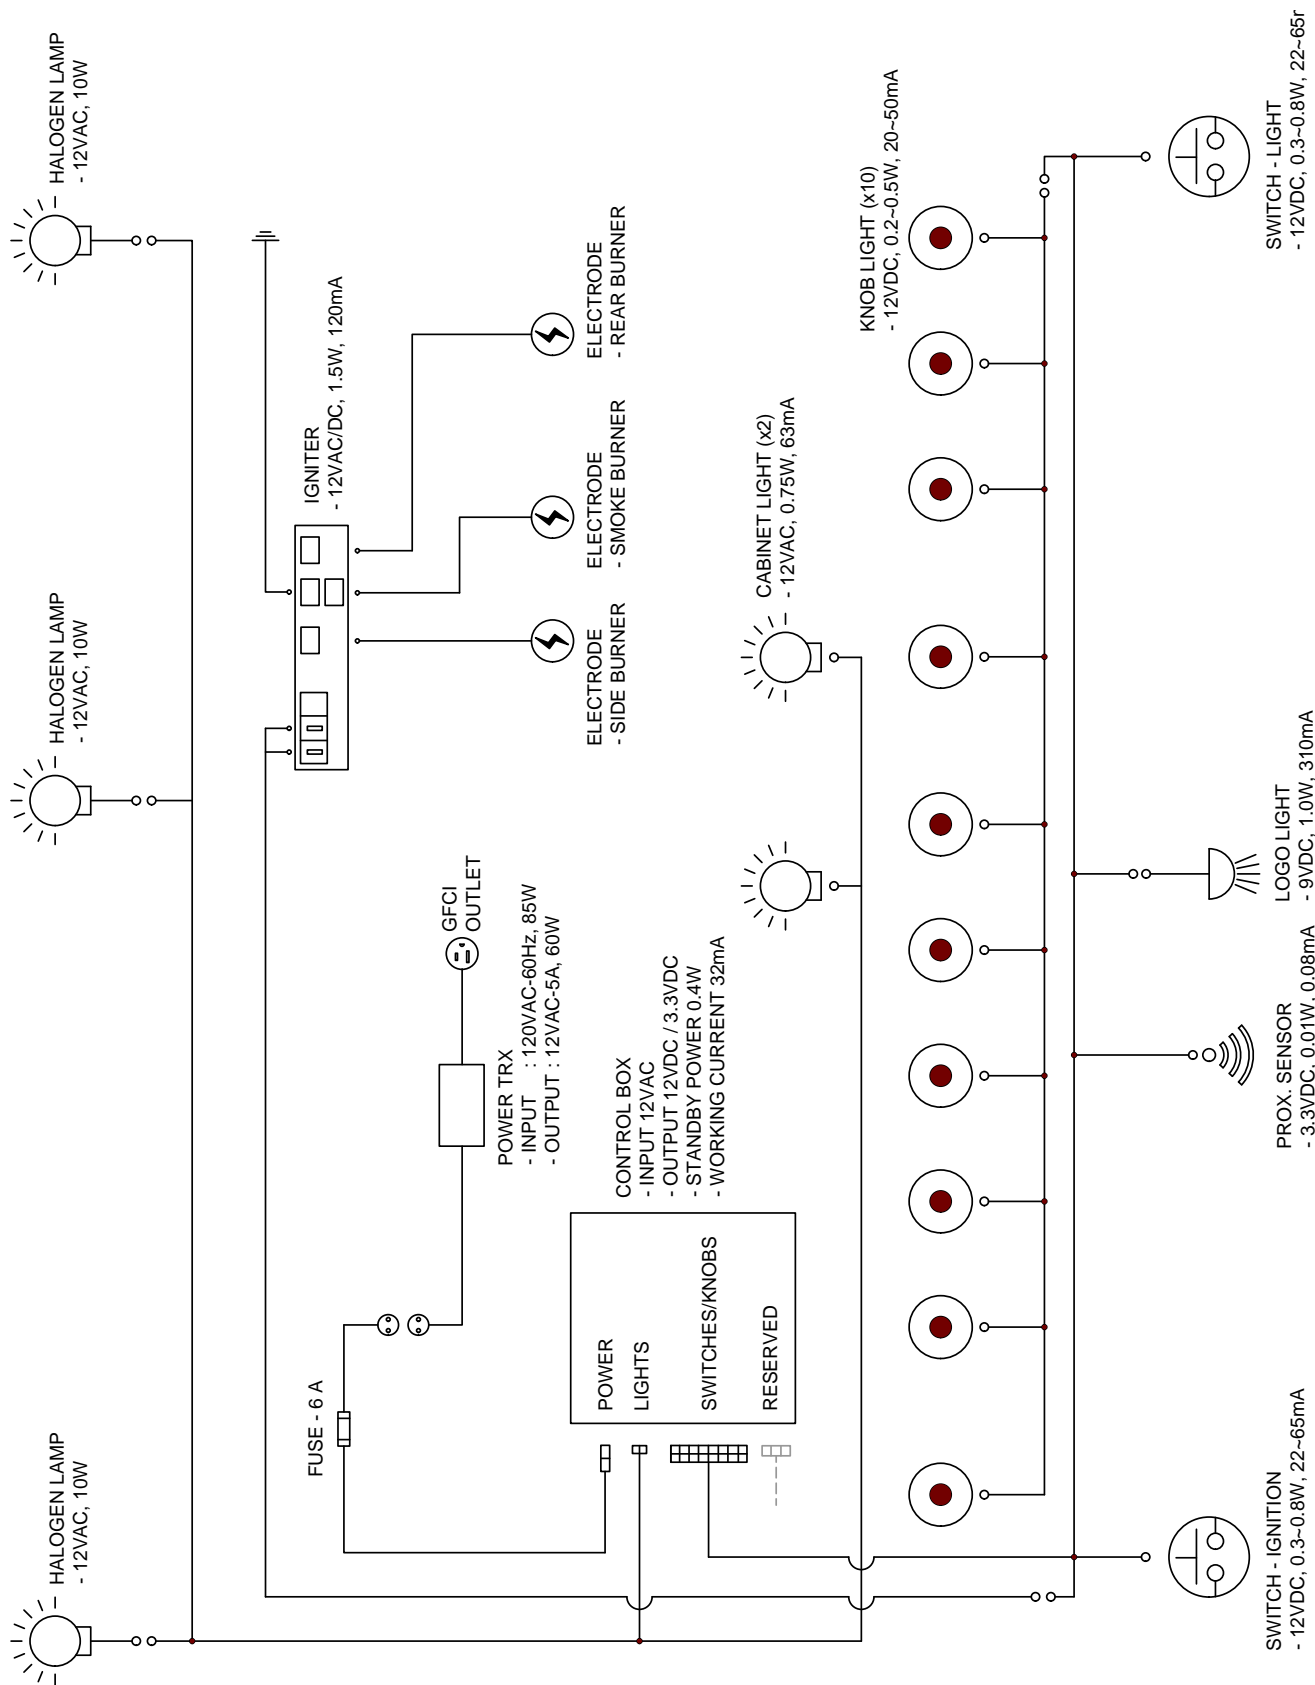 HALOGEN LAMP
- 12VAC, 10W
HALOGEN LAMP
- 12VAC, 10W
HALOGEN LAMP
- 12VAC, 10W
FUSE - 6 A
IGNITER
- 12VAC/DC, 1.5W, 120mA
GFCI
OUTLET
POWER TRX
- INPUT : 120VAC-60Hz, 85W
- OUTPUT : 12VAC-5A, 60W
ELECTRODE
- SIDE BURNER
ELECTRODE
- SMOKE BURNER
ELECTRODE
- REAR BURNER
CONTROL BOX
- INPUT 12VAC
- OUTPUT 12VDC / 3.3VDC
- STANDBY POWER 0.4W
- WORKING CURRENT 32mA
POWER
LIGHTS
SWITCHES/KNOBS
RESERVED
CABINET LIGHT (x2)
- 12VAC, 0.75W, 63mA
KNOB LIGHT (x10)
- 12VDC, 0.2~0.5W, 20~50mA
SWITCH - IGNITION
- 12VDC, 0.3~0.8W, 22~65mA
PROX. SENSOR
- 3.3VDC, 0.01W, 0.08mA
LOGO LIGHT
- 9VDC, 1.0W, 310mA
SWITCH - LIGHT
- 12VDC, 0.3~0.8W, 22~65